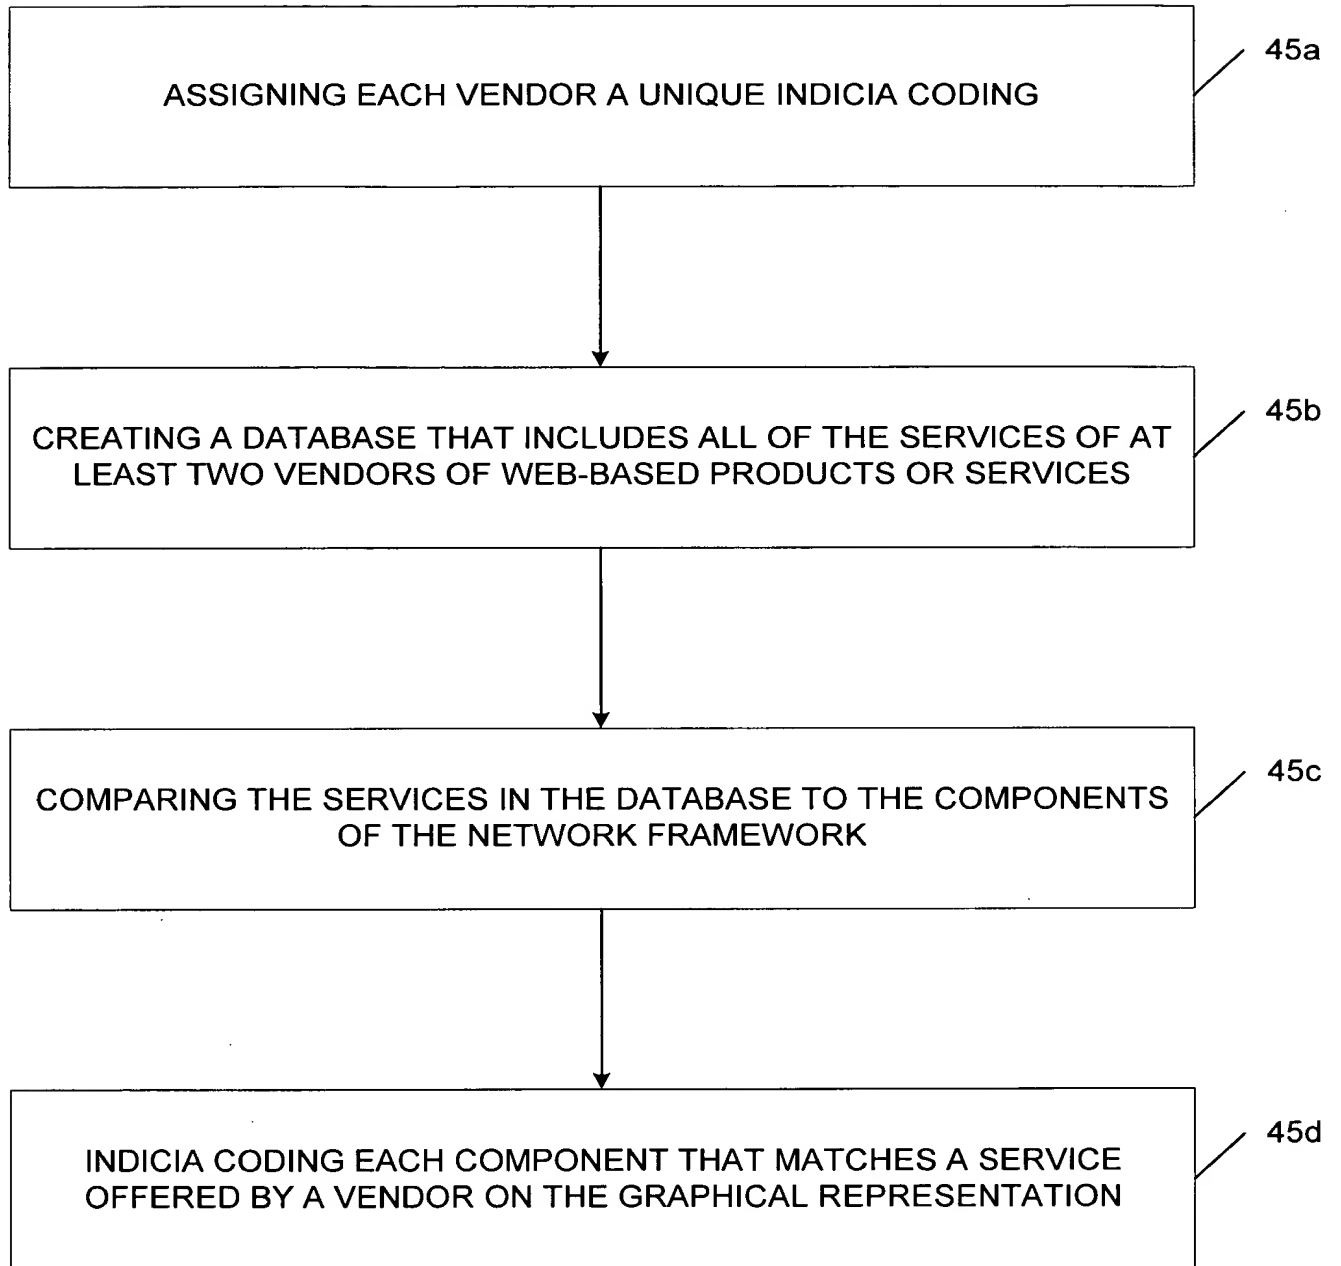 ASSIGNING EACH VENDOR A UNIQUE INDICIA CODING
45a
CREATING A DATABASE THAT INCLUDES ALL OF THE SERVICES OF AT
LEAST TWO VENDORS OF WEB-BASED PRODUCTS OR SERVICES
45b
COMPARING THE SERVICES IN THE DATABASE TO THE COMPONENTS
OF THE NETWORK FRAMEWORK
45c
INDICIA CODING EACH COMPONENT THAT MATCHES A SERVICE
OFFERED BY A VENDOR ON THE GRAPHICAL REPRESENTATION
45d